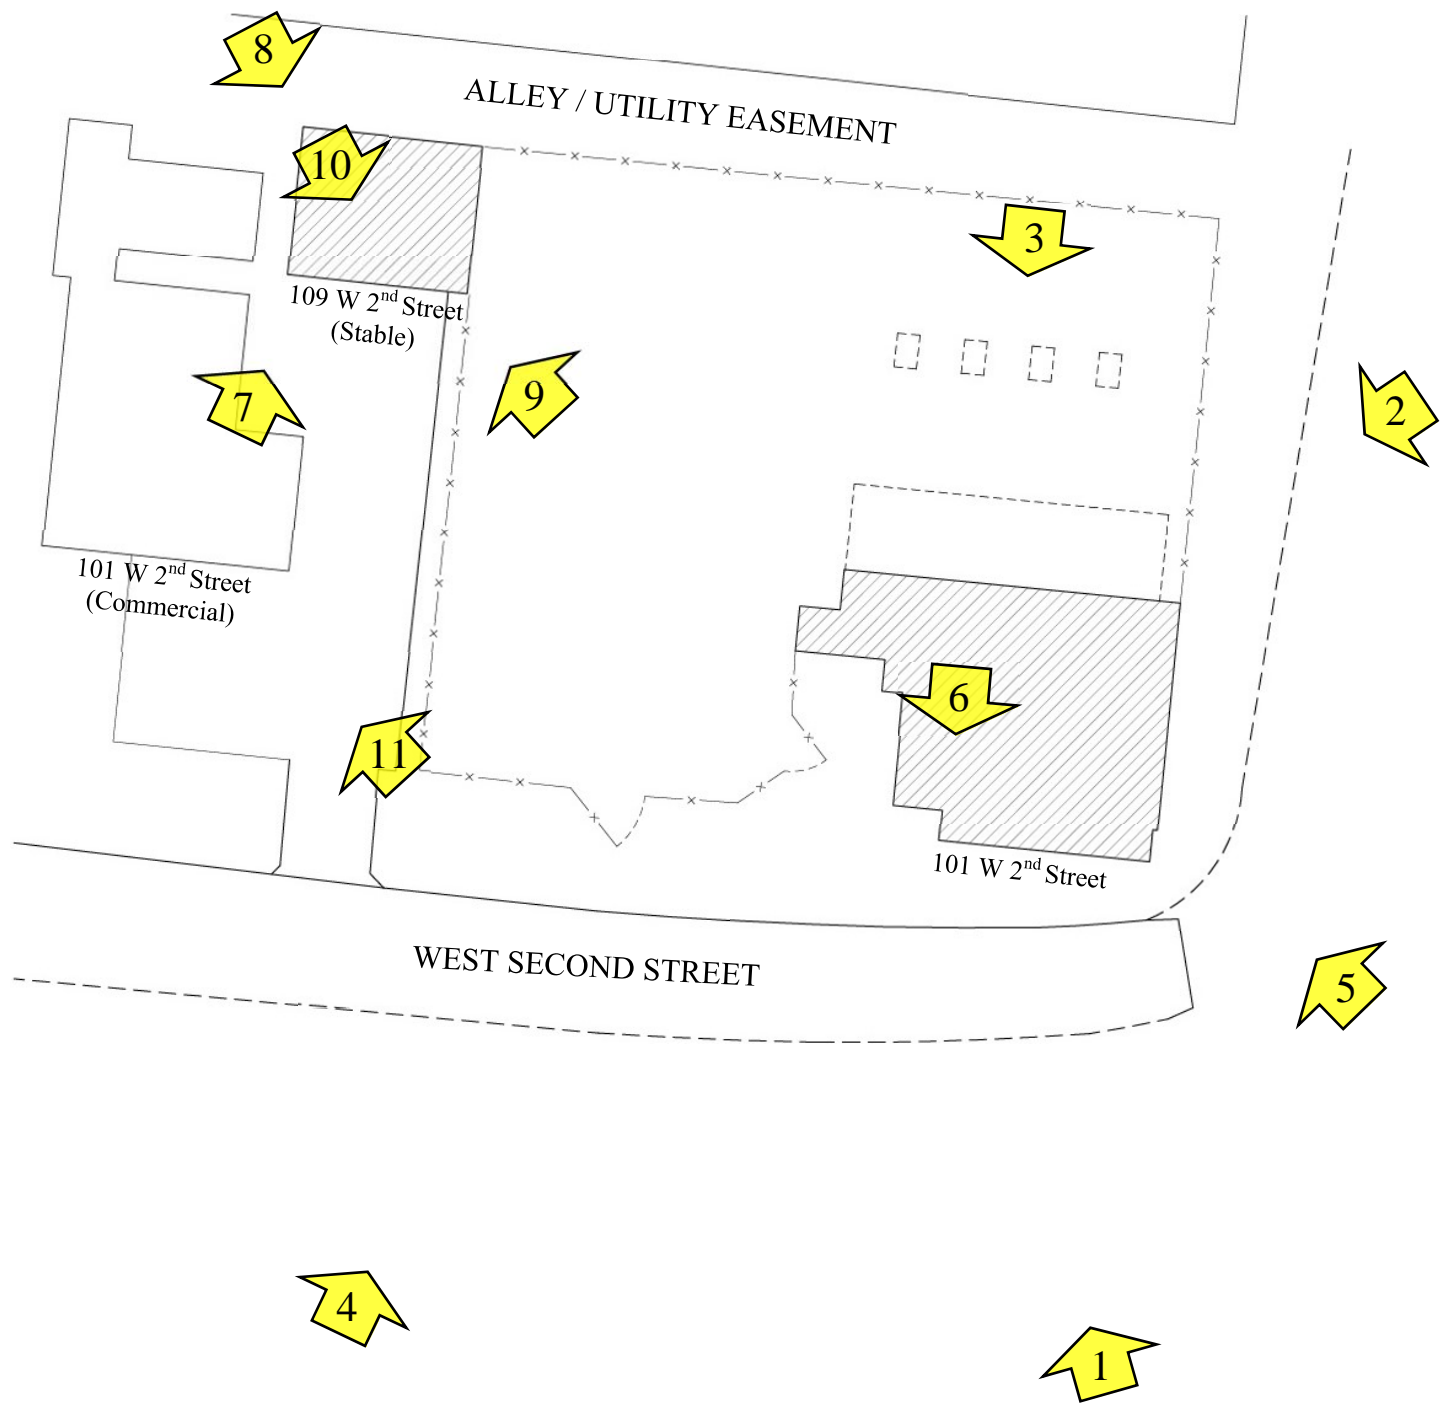 8
ALLEY / UTILITY EASEMENT
10
3
109 W 2nd Street
(Stable)
2
9
7
101 W 2nd Street
(Commercial)
6
11
101 W 2nd Street
WEST SECOND STREET
5
4
1